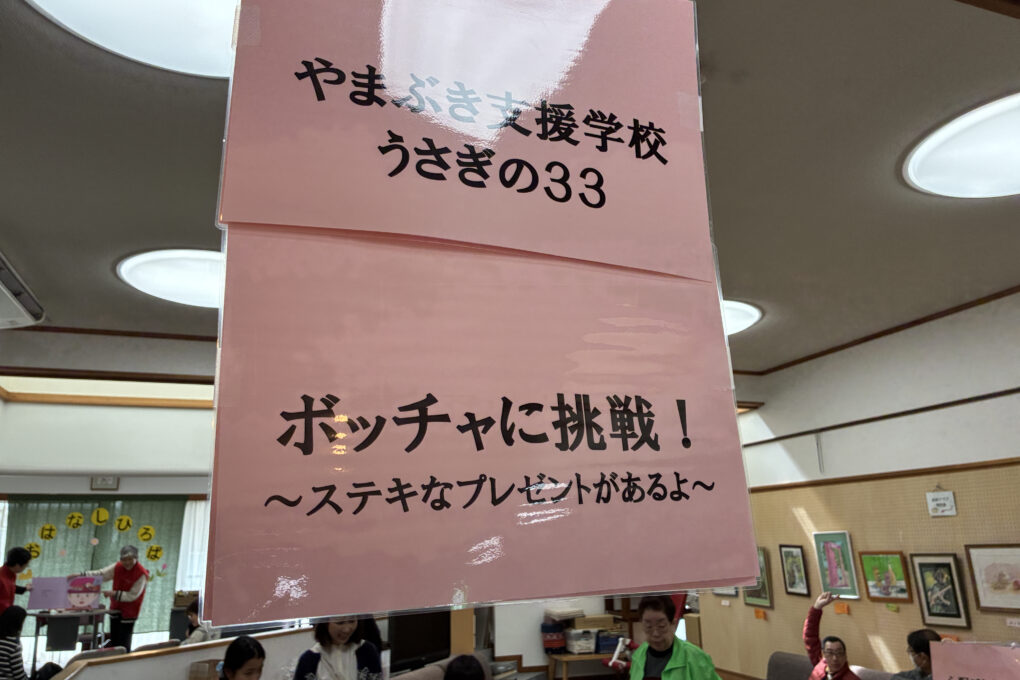 やまぶき支援学校
うさぎの33
ボッチャに挑戦！
～ステキなプレゼントがあるよ～
おはなしひろば